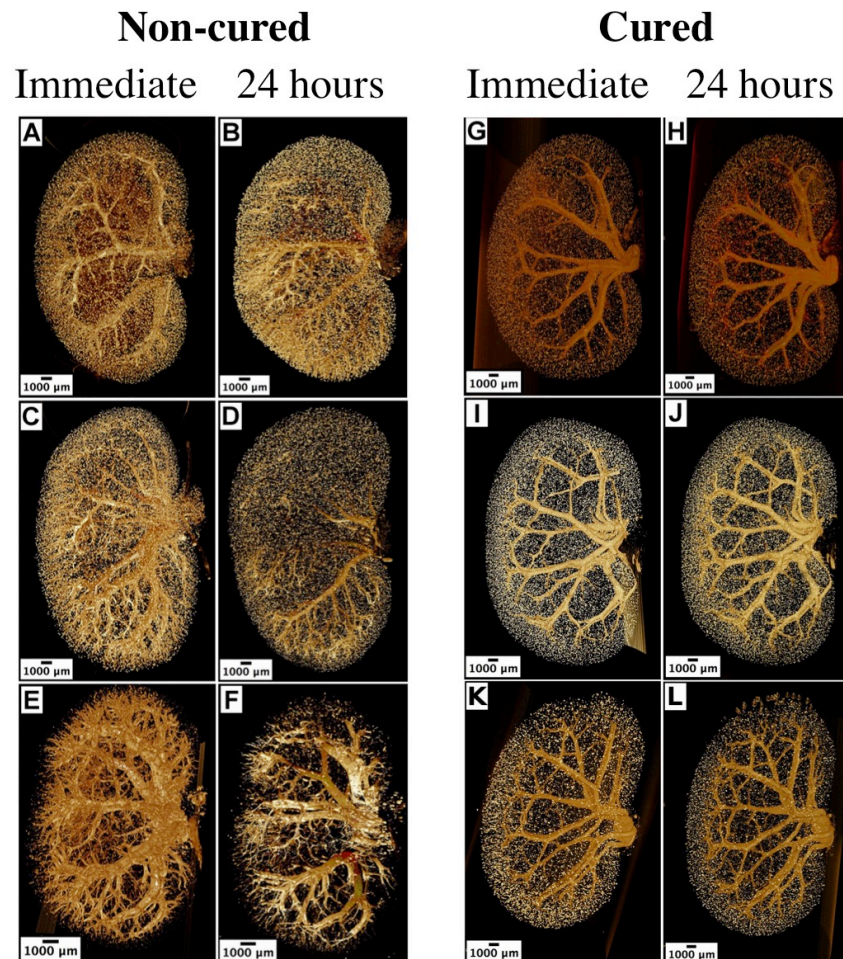 Non-cured Cured
Immediate 24 hours Immediate 24 hours
A B G H
1000 µm 1000 µm 1000 µm 1000 µm
C D I J
1000 µm 1000 µm 1000 µm 1000 µm
E F K L
1000 µm 1000 µm 1000 µm 1000 µm